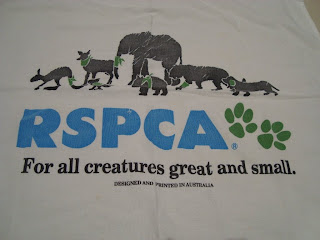 RSPCA®
For all creatures great and small.
DESIGNED AND PRINTED IN AUSTRALIA